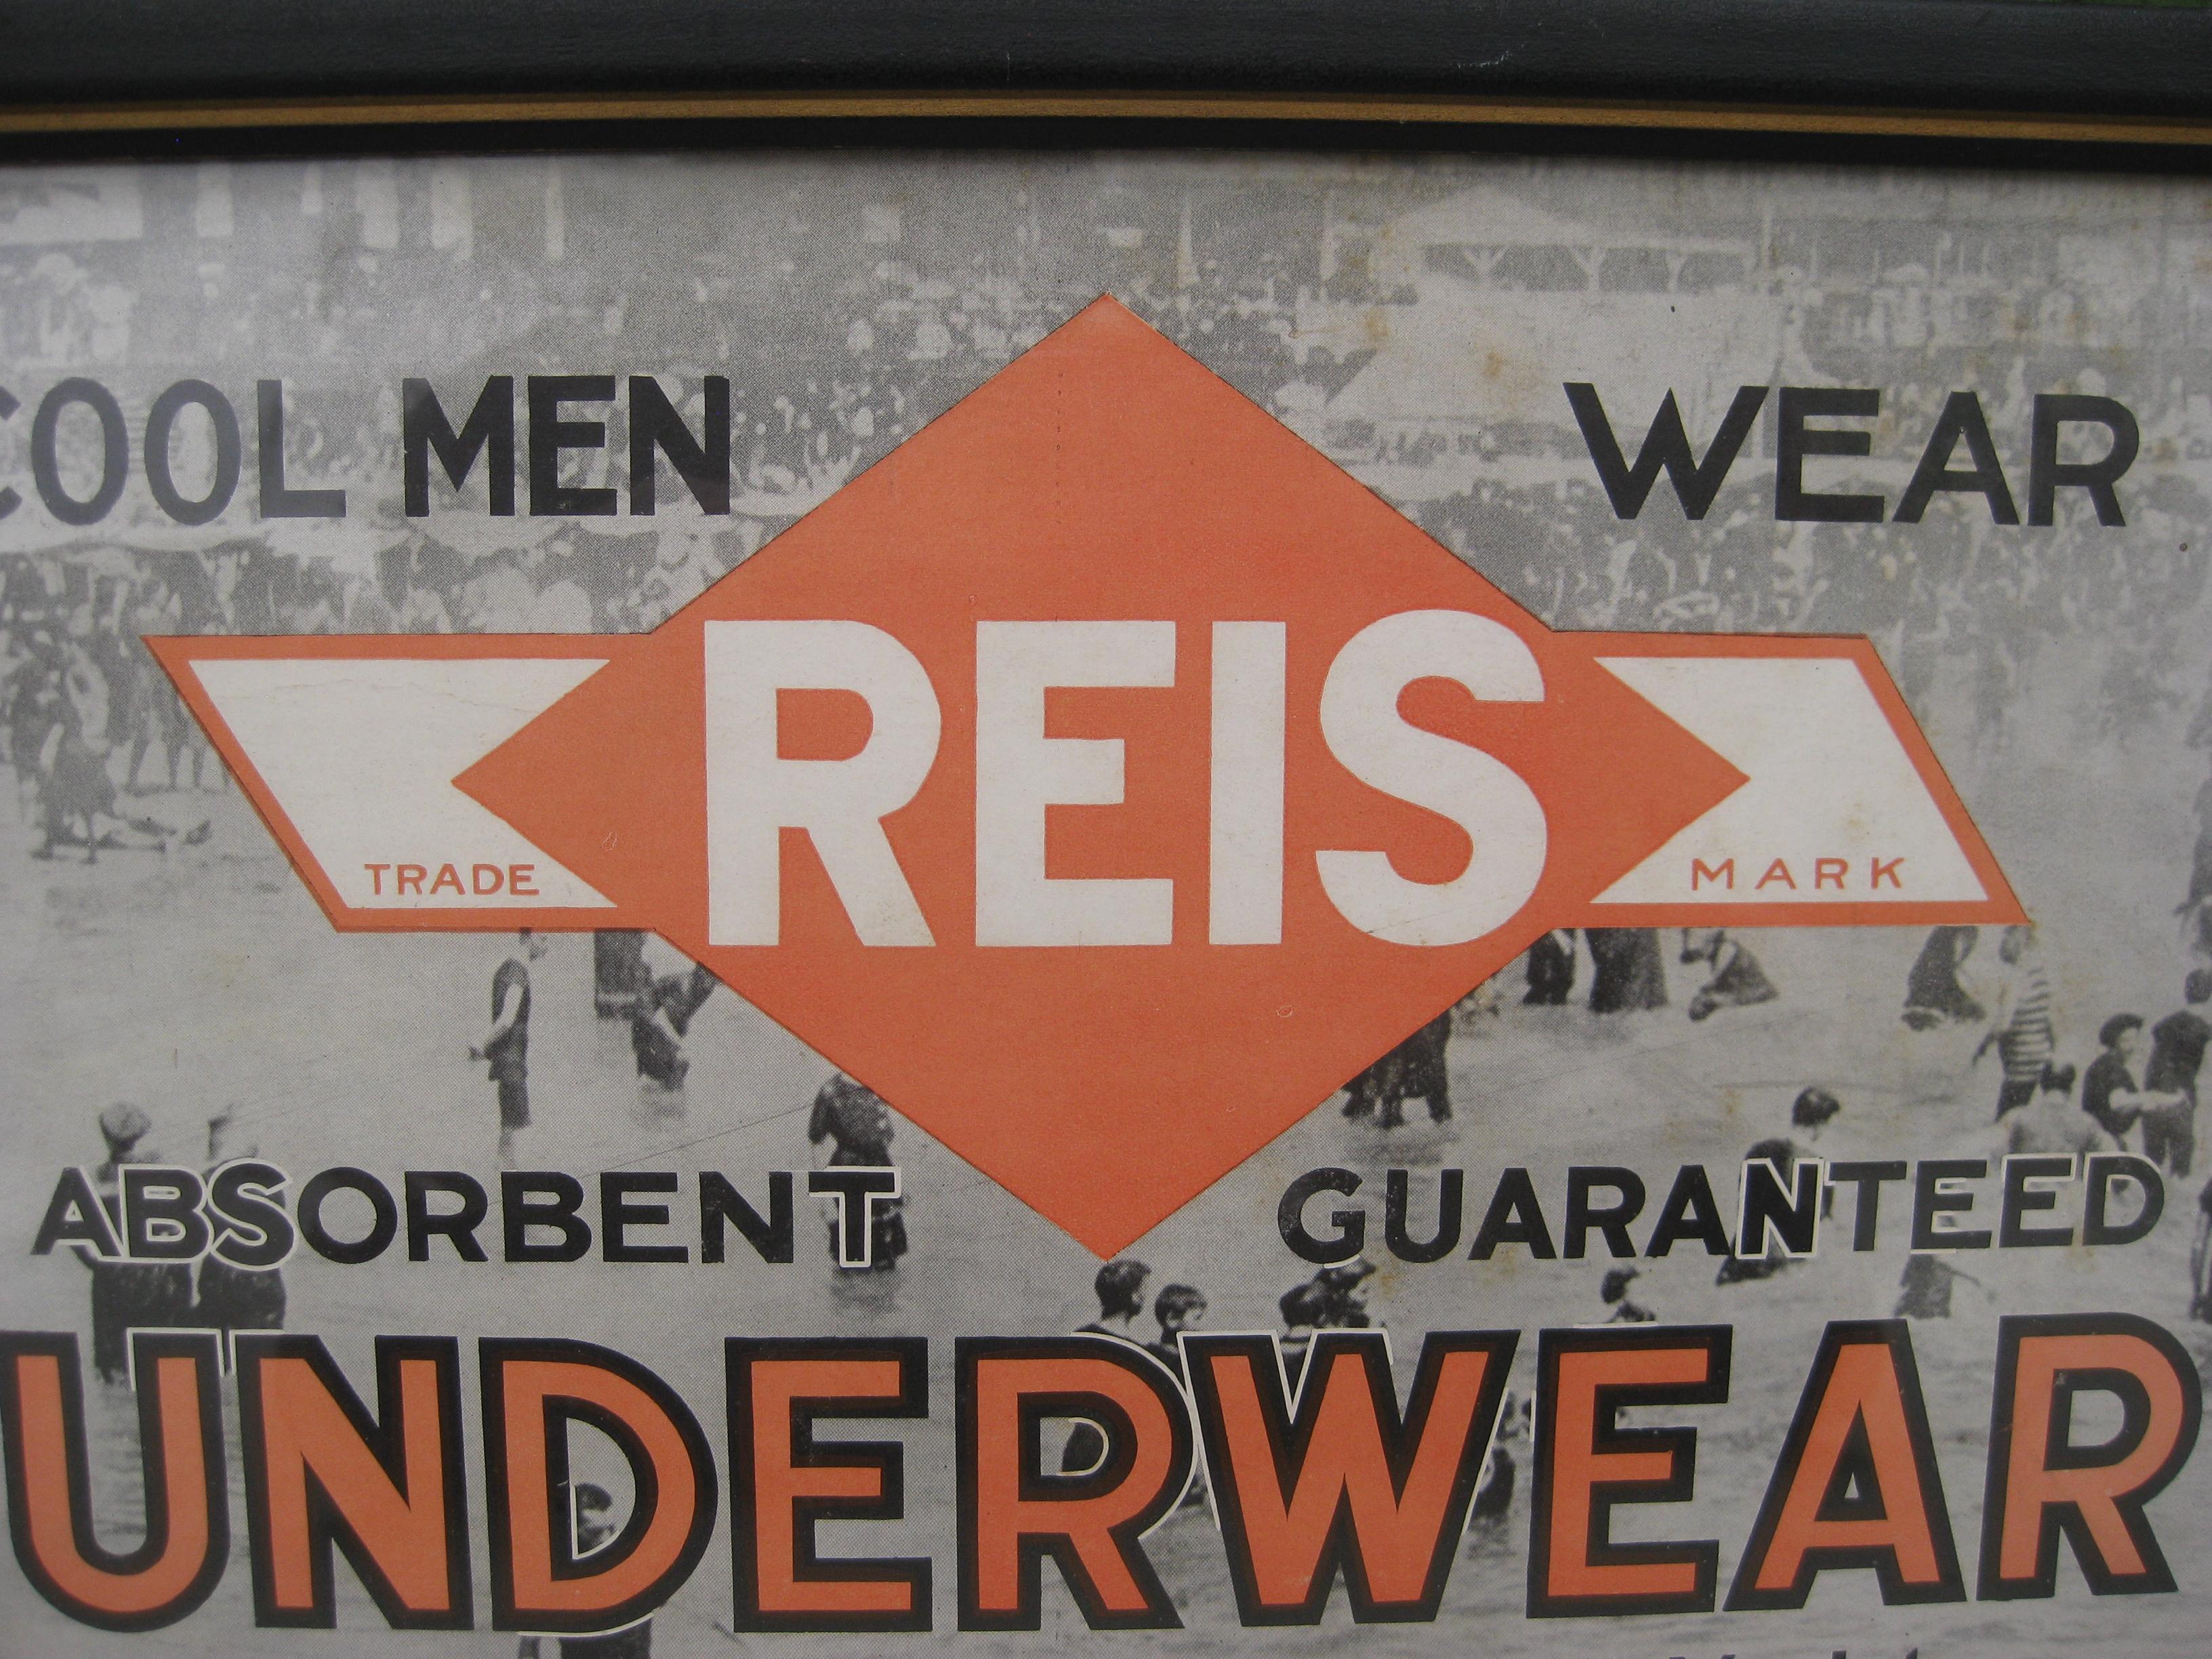 COOL MEN WEAR
REIS
TRADE MARK
ABSORBENT GUARANTEED
UNDERWEAR